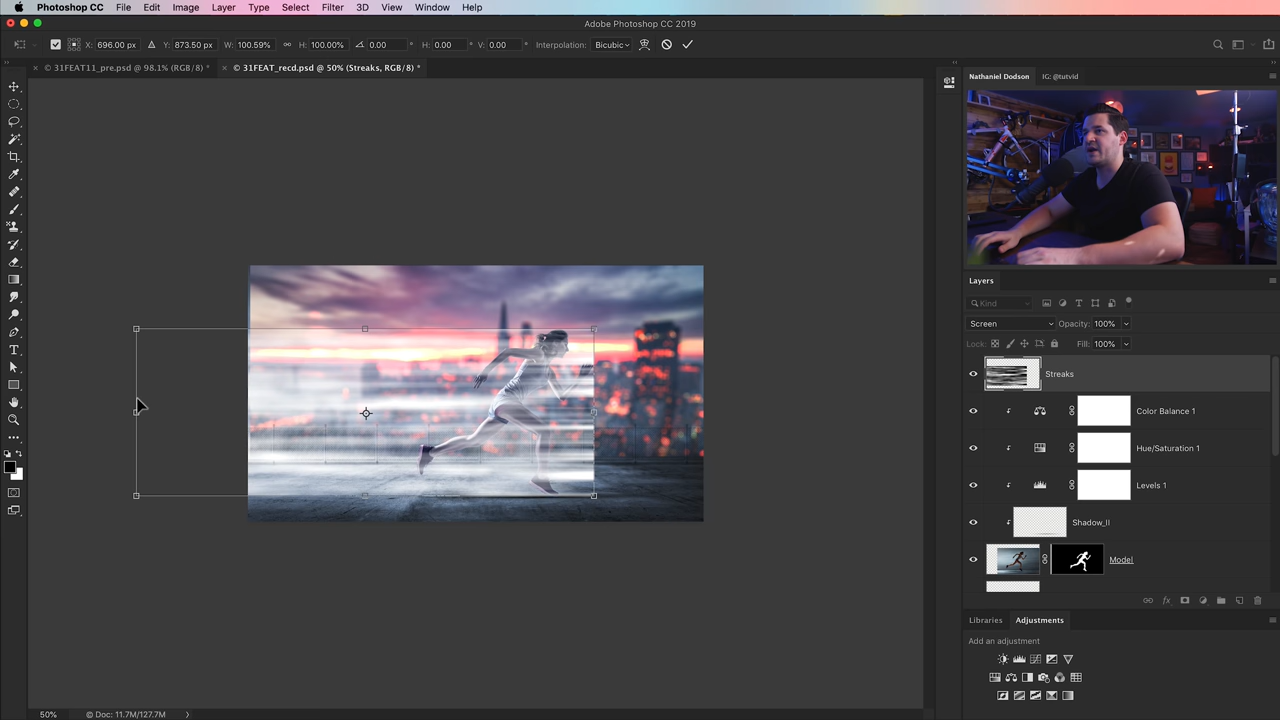 Photoshop CC File Edit Image Layer Type Select Filter 3D View Window Help
Adobe Photoshop CC 2019
X: 696.00 px Y: 873.50 px W: 100.59% H: 100.00% 0.00 ° H: 0.00 ° V: 0.00 ° Interpolation: Bicubic
× 31FEAT11_pre.psd @ 98.1% (RGB/8) * × 31FEAT_recd.psd @ 50% (Streaks, RGB/8) *
Nathaniel Dodson IG: @tutvid
Layers
Kind
Screen Opacity: 100%
Lock: Fill: 100%
Streaks
Color Balance 1
Hue/Saturation 1
Levels 1
Shadow_II
Model
fx
Libraries Adjustments
Add an adjustment
50% Doc: 11.7M/127.7M